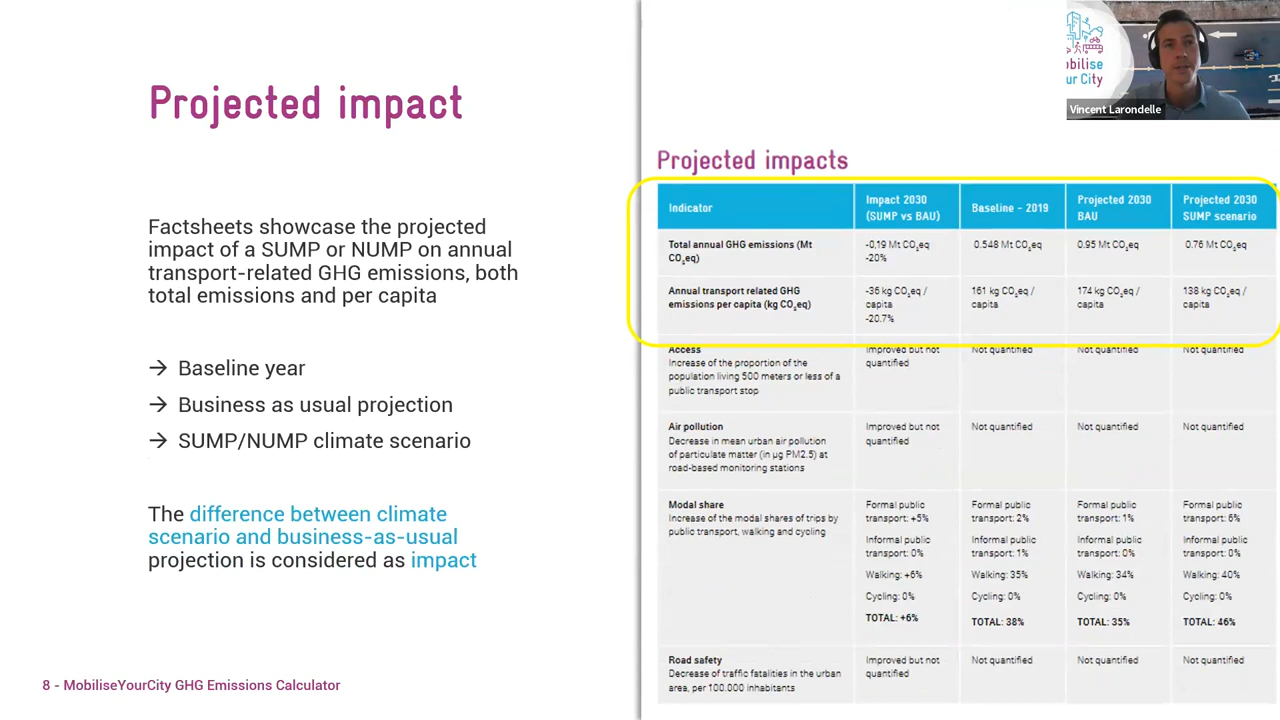 Projected impact
Factsheets showcase the projected
impact of a SUMP or NUMP on annual
transport-related GHG emissions, both
total emissions and per capita
→ Baseline year
→ Business as usual projection
→ SUMP/NUMP climate scenario
The difference between climate
scenario and business-as-usual
projection is considered as impact
8 - MobiliseYourCity GHG Emissions Calculator
obilise
ur City
Vincent Larondelle
Projected impacts
Indicator
Impact 2030
(SUMP vs BAU)
Baseline - 2019
Projected 2030
BAU
Projected 2030
SUMP scenario
Total annual GHG emissions (Mt
CO₂eq)
-0,19 Mt CO₂eq
-20%
0.548 Mt CO₂eq
0.95 Mt CO₂eq
0.76 Mt CO₂eq
Annual transport related GHG
emissions per capita (kg CO₂eq)
-36 kg CO₂eq /
capita
-20.7%
161 kg CO₂eq /
capita
174 kg CO₂eq /
capita
138 kg CO₂eq /
capita
Access
Increase of the proportion of the
population living 500 meters or less of a
public transport stop
Improved but not
quantified
Not quantified
Not quantified
Not quantified
Air pollution
Decrease in mean urban air pollution
of particulate matter (in µg PM2.5) at
road-based monitoring stations
Improved but not
quantified
Not quantified
Not quantified
Not quantified
Modal share
Increase of the modal shares of trips by
public transport, walking and cycling
Formal public
transport: +5%
Informal public
transport: 0%
Walking: +6%
Cycling: 0%
TOTAL: +6%
Formal public
transport: 2%
Informal public
transport: 1%
Walking: 35%
Cycling: 0%
TOTAL: 38%
Formal public
transport: 1%
Informal public
transport: 0%
Walking: 34%
Cycling: 0%
TOTAL: 35%
Formal public
transport: 6%
Informal public
transport: 0%
Walking: 40%
Cycling: 0%
TOTAL: 46%
Road safety
Decrease of traffic fatalities in the urban
area, per 100.000 inhabitants
Improved but not
quantified
Not quantified
Not quantified
Not quantified